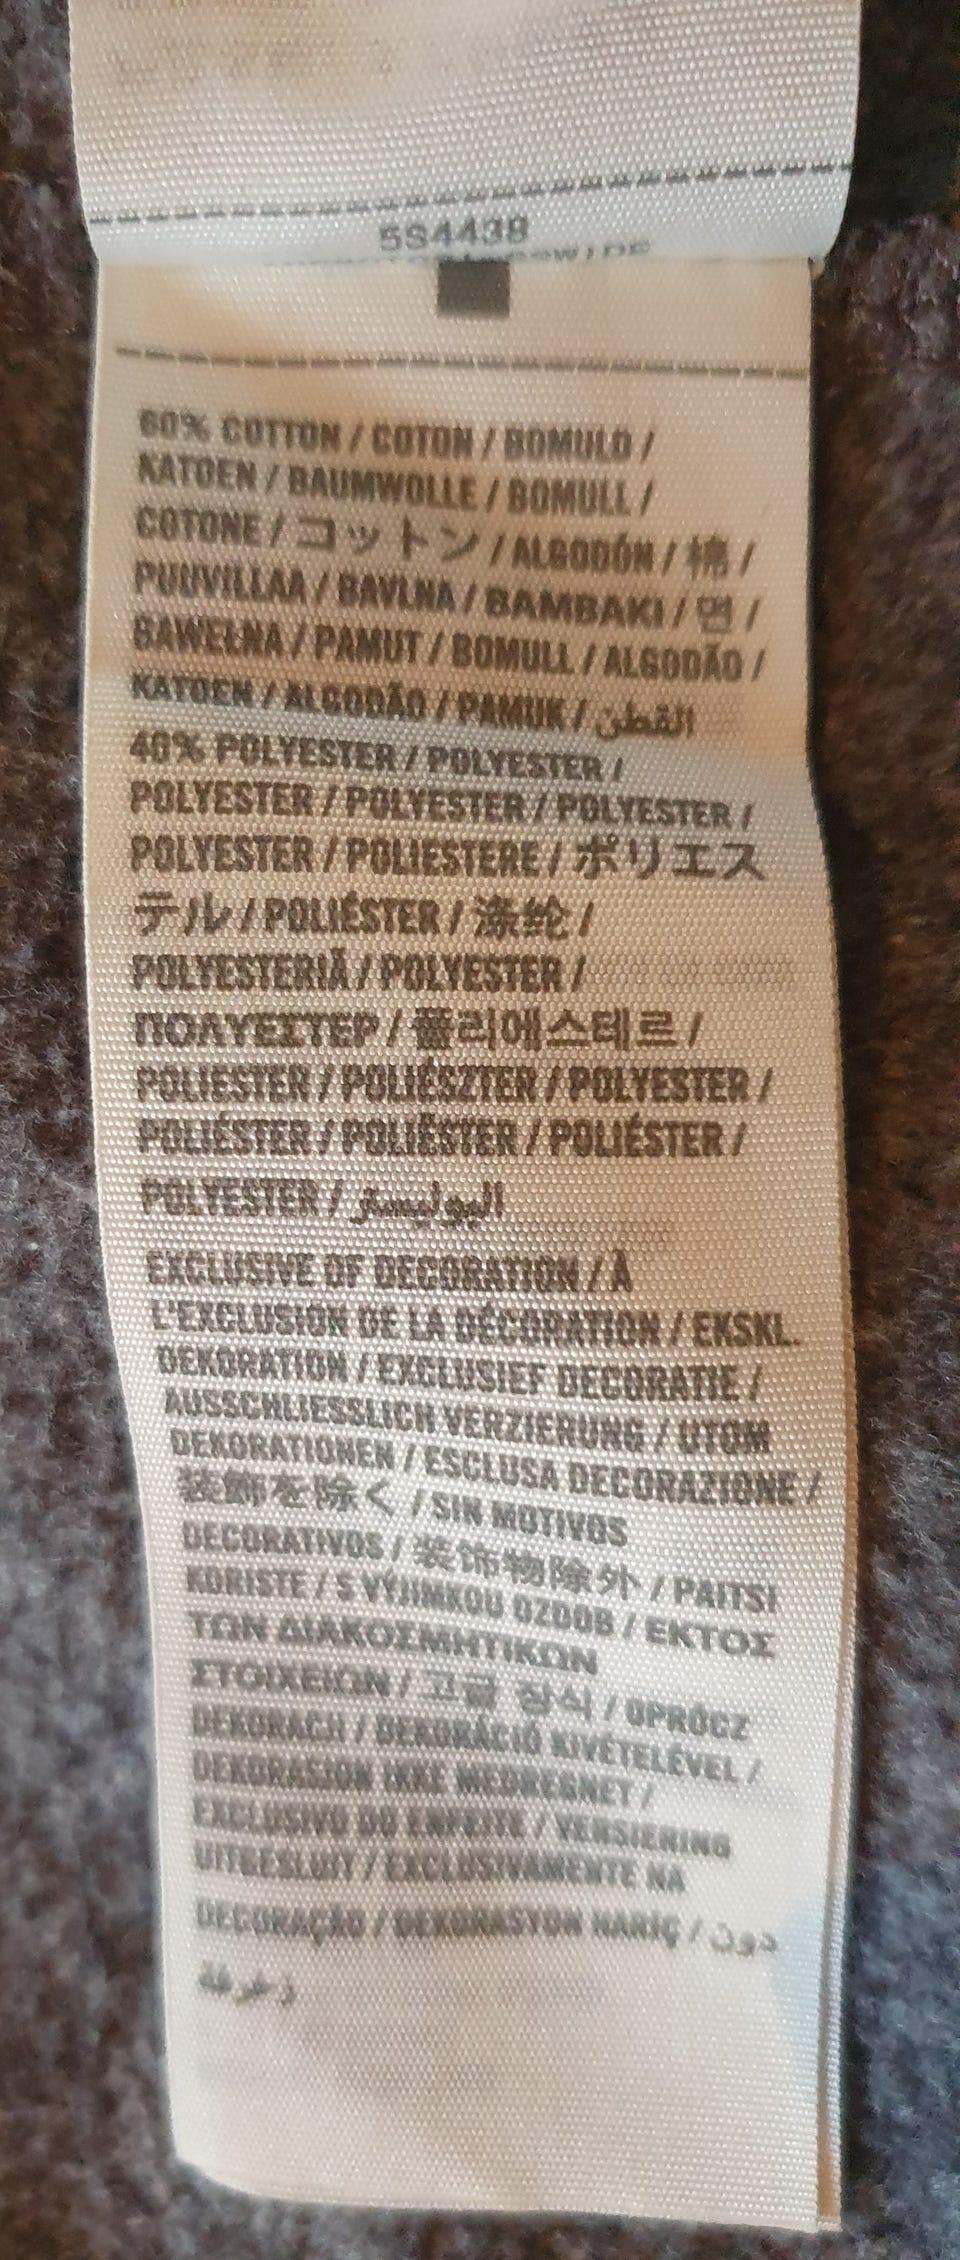 5S4438
60% COTTON / COTON / BOMULD /
KATOEN / BAUMWOLLE / BOMULL /
COTONE / コットン / ALGODÓN / 棉 /
PUUVILLAA / BAVLNA / BAMBAKI / 면 /
BAWEŁNA / PAMUT / BOMULL / ALGODÃO /
KATOEN / ALGODÃO / PAMUK / القطن
40% POLYESTER / POLYESTER /
POLYESTER / POLYESTER / POLYESTER /
POLYESTER / POLIESTERE / ポリエス
テル / POLIÉSTER / 涤纶 /
POLYESTERIÄ / POLYESTER /
ΠΟΛΥΕΣΤΕΡ / 폴리에스테르 /
POLIESTER / POLIÉSZTER / POLYESTER /
POLIÉSTER / POLIËSTER / POLIÉSTER /
POLYESTER / البوليستر
EXCLUSIVE OF DECORATION / À
L'EXCLUSION DE LA DÉCORATION / EKSKL.
DEKORATION / EXCLUSIEF DECORATIE /
AUSSCHLIESSLICH VERZIERUNG / UTOM
DEKORATIONEN / ESCLUSA DECORAZIONE /
装飾を除く / SIN MOTIVOS
DECORATIVOS / 装饰物除外 / PAITSI
KORISTE / S VÝJIMKOU OZDOB / ΕΚΤΟΣ
ΤΩΝ ΔΙΑΚΟΣΜΗΤΙΚΩΝ
ΣΤΟΙΧΕΙΩΝ / 고글 장식 / OPRÓCZ
DEKORACJI / DEKORÁCIÓ KIVÉTELÉVEL /
DEKORASJON IKKE MEDREGNET /
EXCLUSIVO DO ENFEITE / VERSIERING
UITGESLUIT / EXCLUSIVAMENTE NA
DECORAÇÃO / DEKORASYON HARİÇ / دون
زخرفة